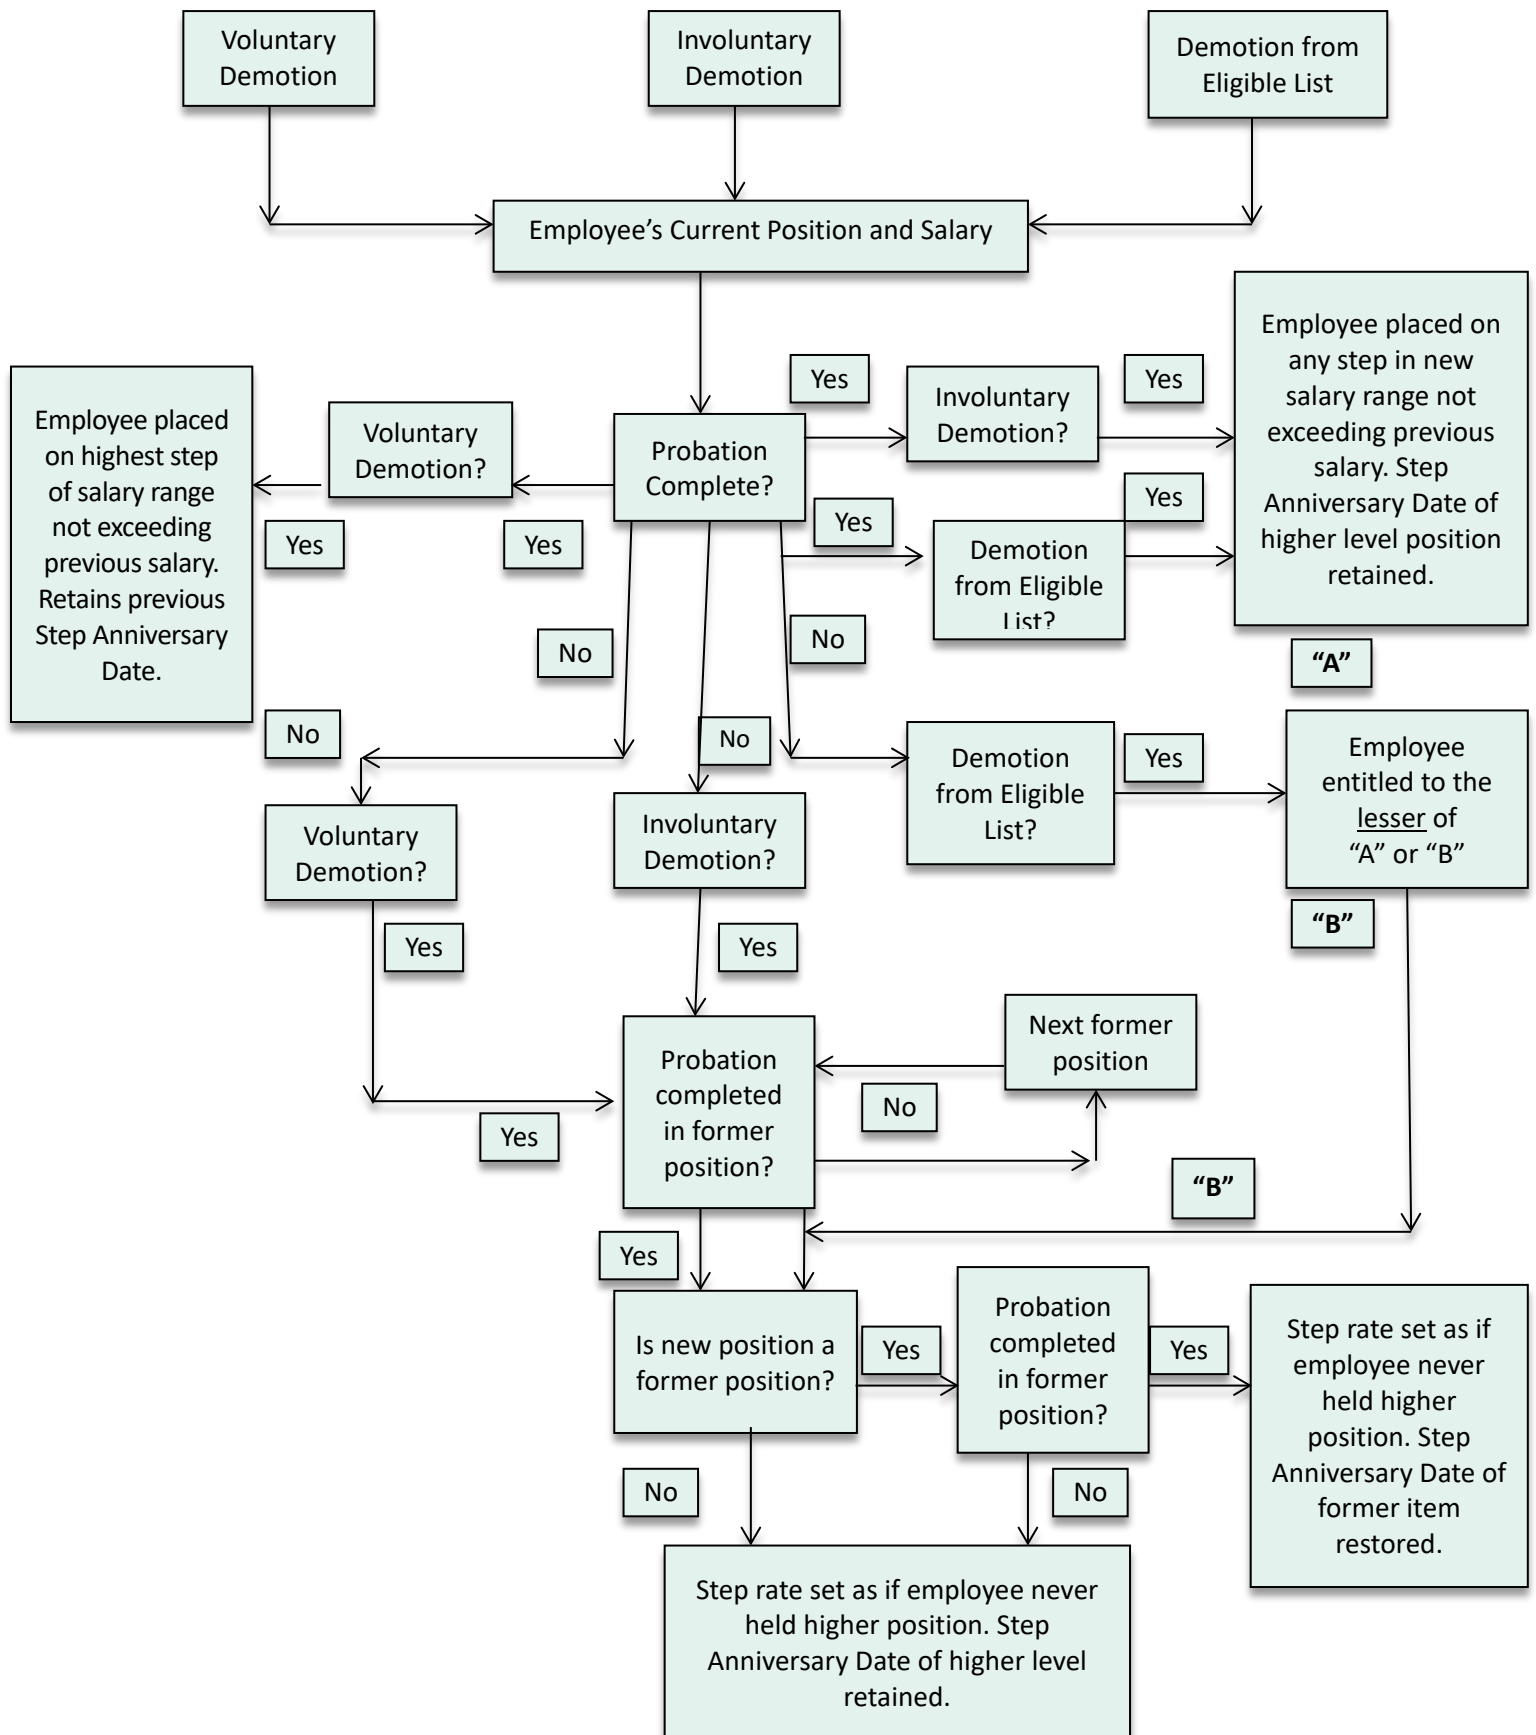 Voluntary
Demotion
Involuntary
Demotion
Demotion from
Eligible List
Employee’s Current Position and Salary
Employee placed on
any step in new
salary range not
exceeding previous
salary. Step
Anniversary Date of
higher level position
retained.
Yes
Involuntary
Demotion?
Yes
Employee placed
on highest step
of salary range
not exceeding
previous salary.
Retains previous
Step Anniversary
Date.
Voluntary
Demotion?
Probation
Complete?
Yes
Yes
Yes
Yes
Demotion
from Eligible
List?
No
No
“A”
No
No
Demotion
from Eligible
List?
Yes
Employee
entitled to the
lesser of
“A” or “B”
Voluntary
Demotion?
Involuntary
Demotion?
“B”
Yes
Yes
Next former
position
Probation
completed
in former
position?
No
Yes
“B”
Yes
Is new position a
former position?
Yes
Probation
completed
in former
position?
Yes
Step rate set as if
employee never
held higher
position. Step
Anniversary Date of
former item
restored.
No
No
Step rate set as if employee never
held higher position. Step
Anniversary Date of higher level
retained.